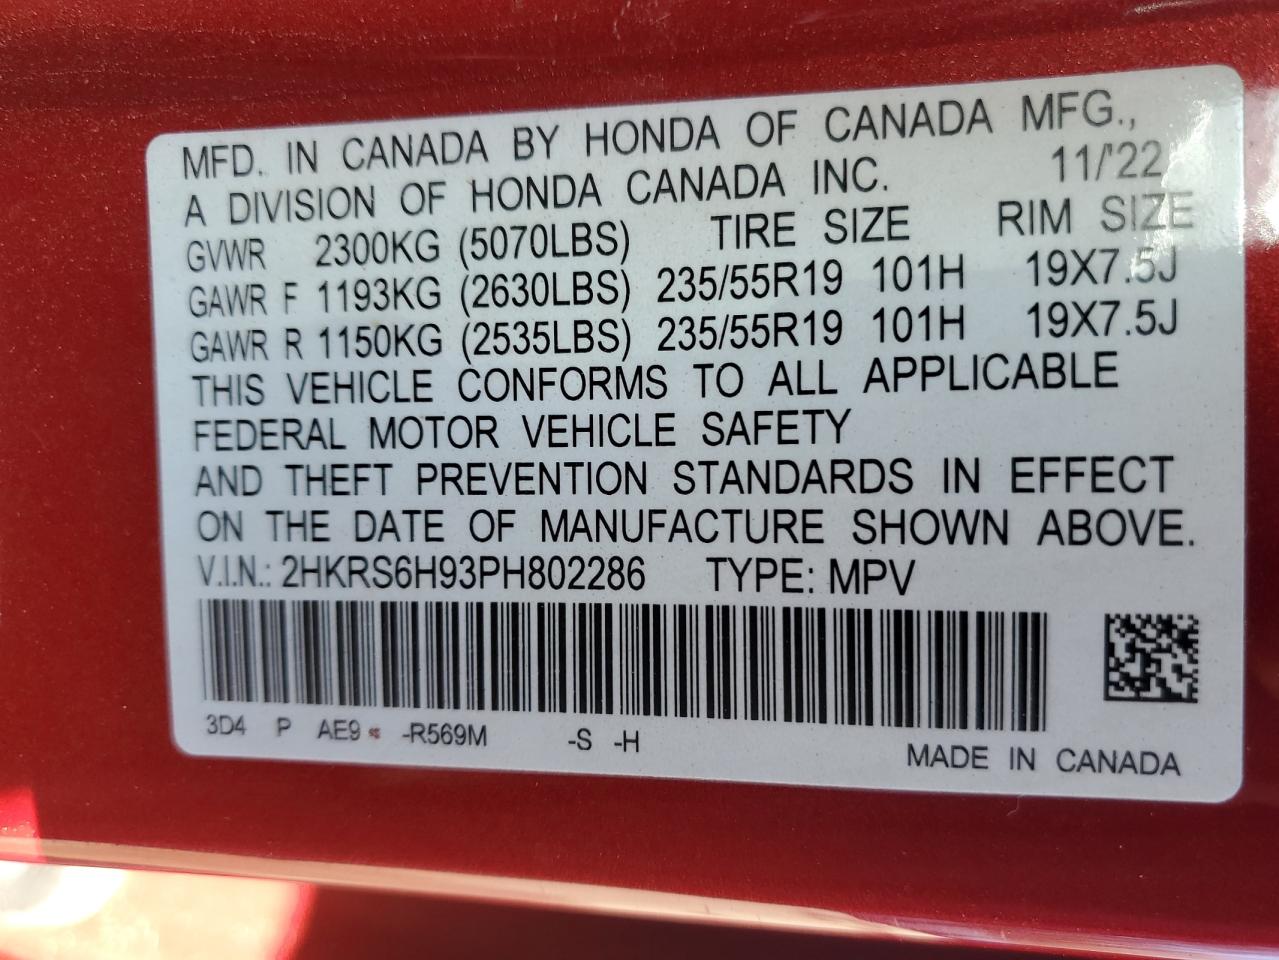 MFD. IN CANADA BY HONDA OF CANADA MFG.,
A DIVISION OF HONDA CANADA INC. 11/'22
GVWR 2300KG (5070LBS) TIRE SIZE RIM SIZE
GAWR F 1193KG (2630LBS) 235/55R19 101H 19X7.5J
GAWR R 1150KG (2535LBS) 235/55R19 101H 19X7.5J
THIS VEHICLE CONFORMS TO ALL APPLICABLE
FEDERAL MOTOR VEHICLE SAFETY
AND THEFT PREVENTION STANDARDS IN EFFECT
ON THE DATE OF MANUFACTURE SHOWN ABOVE.
V.I.N.: 2HKRS6H93PH802286 TYPE: MPV
3D4 P AE9 -R569M -S -H
MADE IN CANADA